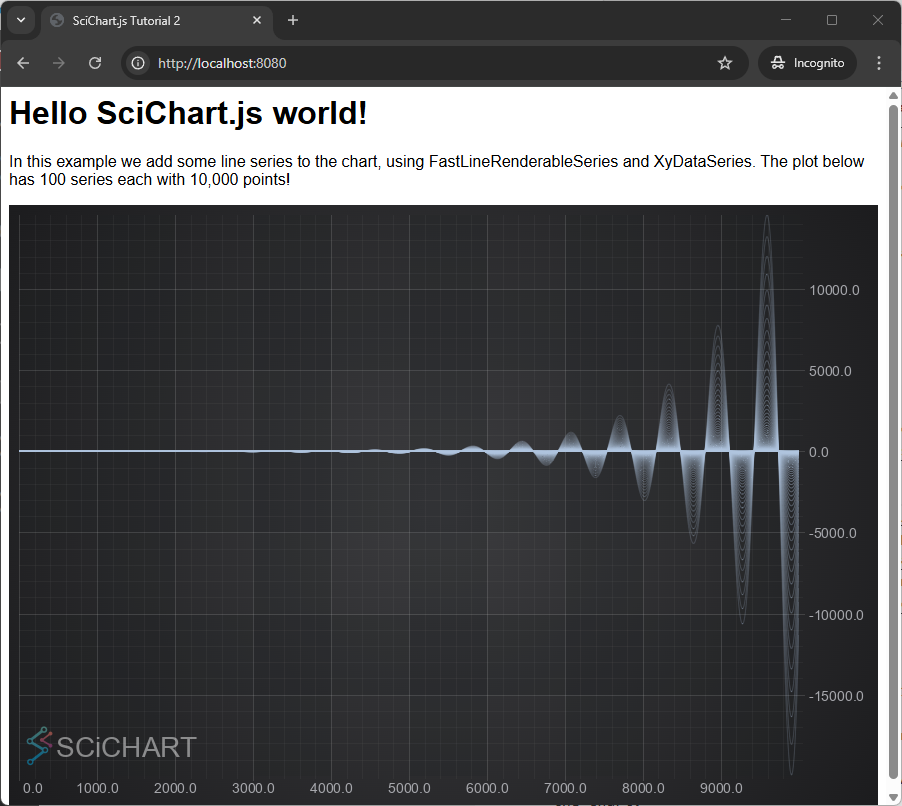 SciChart.js Tutorial 2
http://localhost:8080
Incognito
Hello SciChart.js world!
In this example we add some line series to the chart, using FastLineRenderableSeries and XyDataSeries. The plot below
has 100 series each with 10,000 points!
10000.0
5000.0
0.0
-5000.0
-10000.0
-15000.0
SCiCHART
0.0 1000.0 2000.0 3000.0 4000.0 5000.0 6000.0 7000.0 8000.0 9000.0